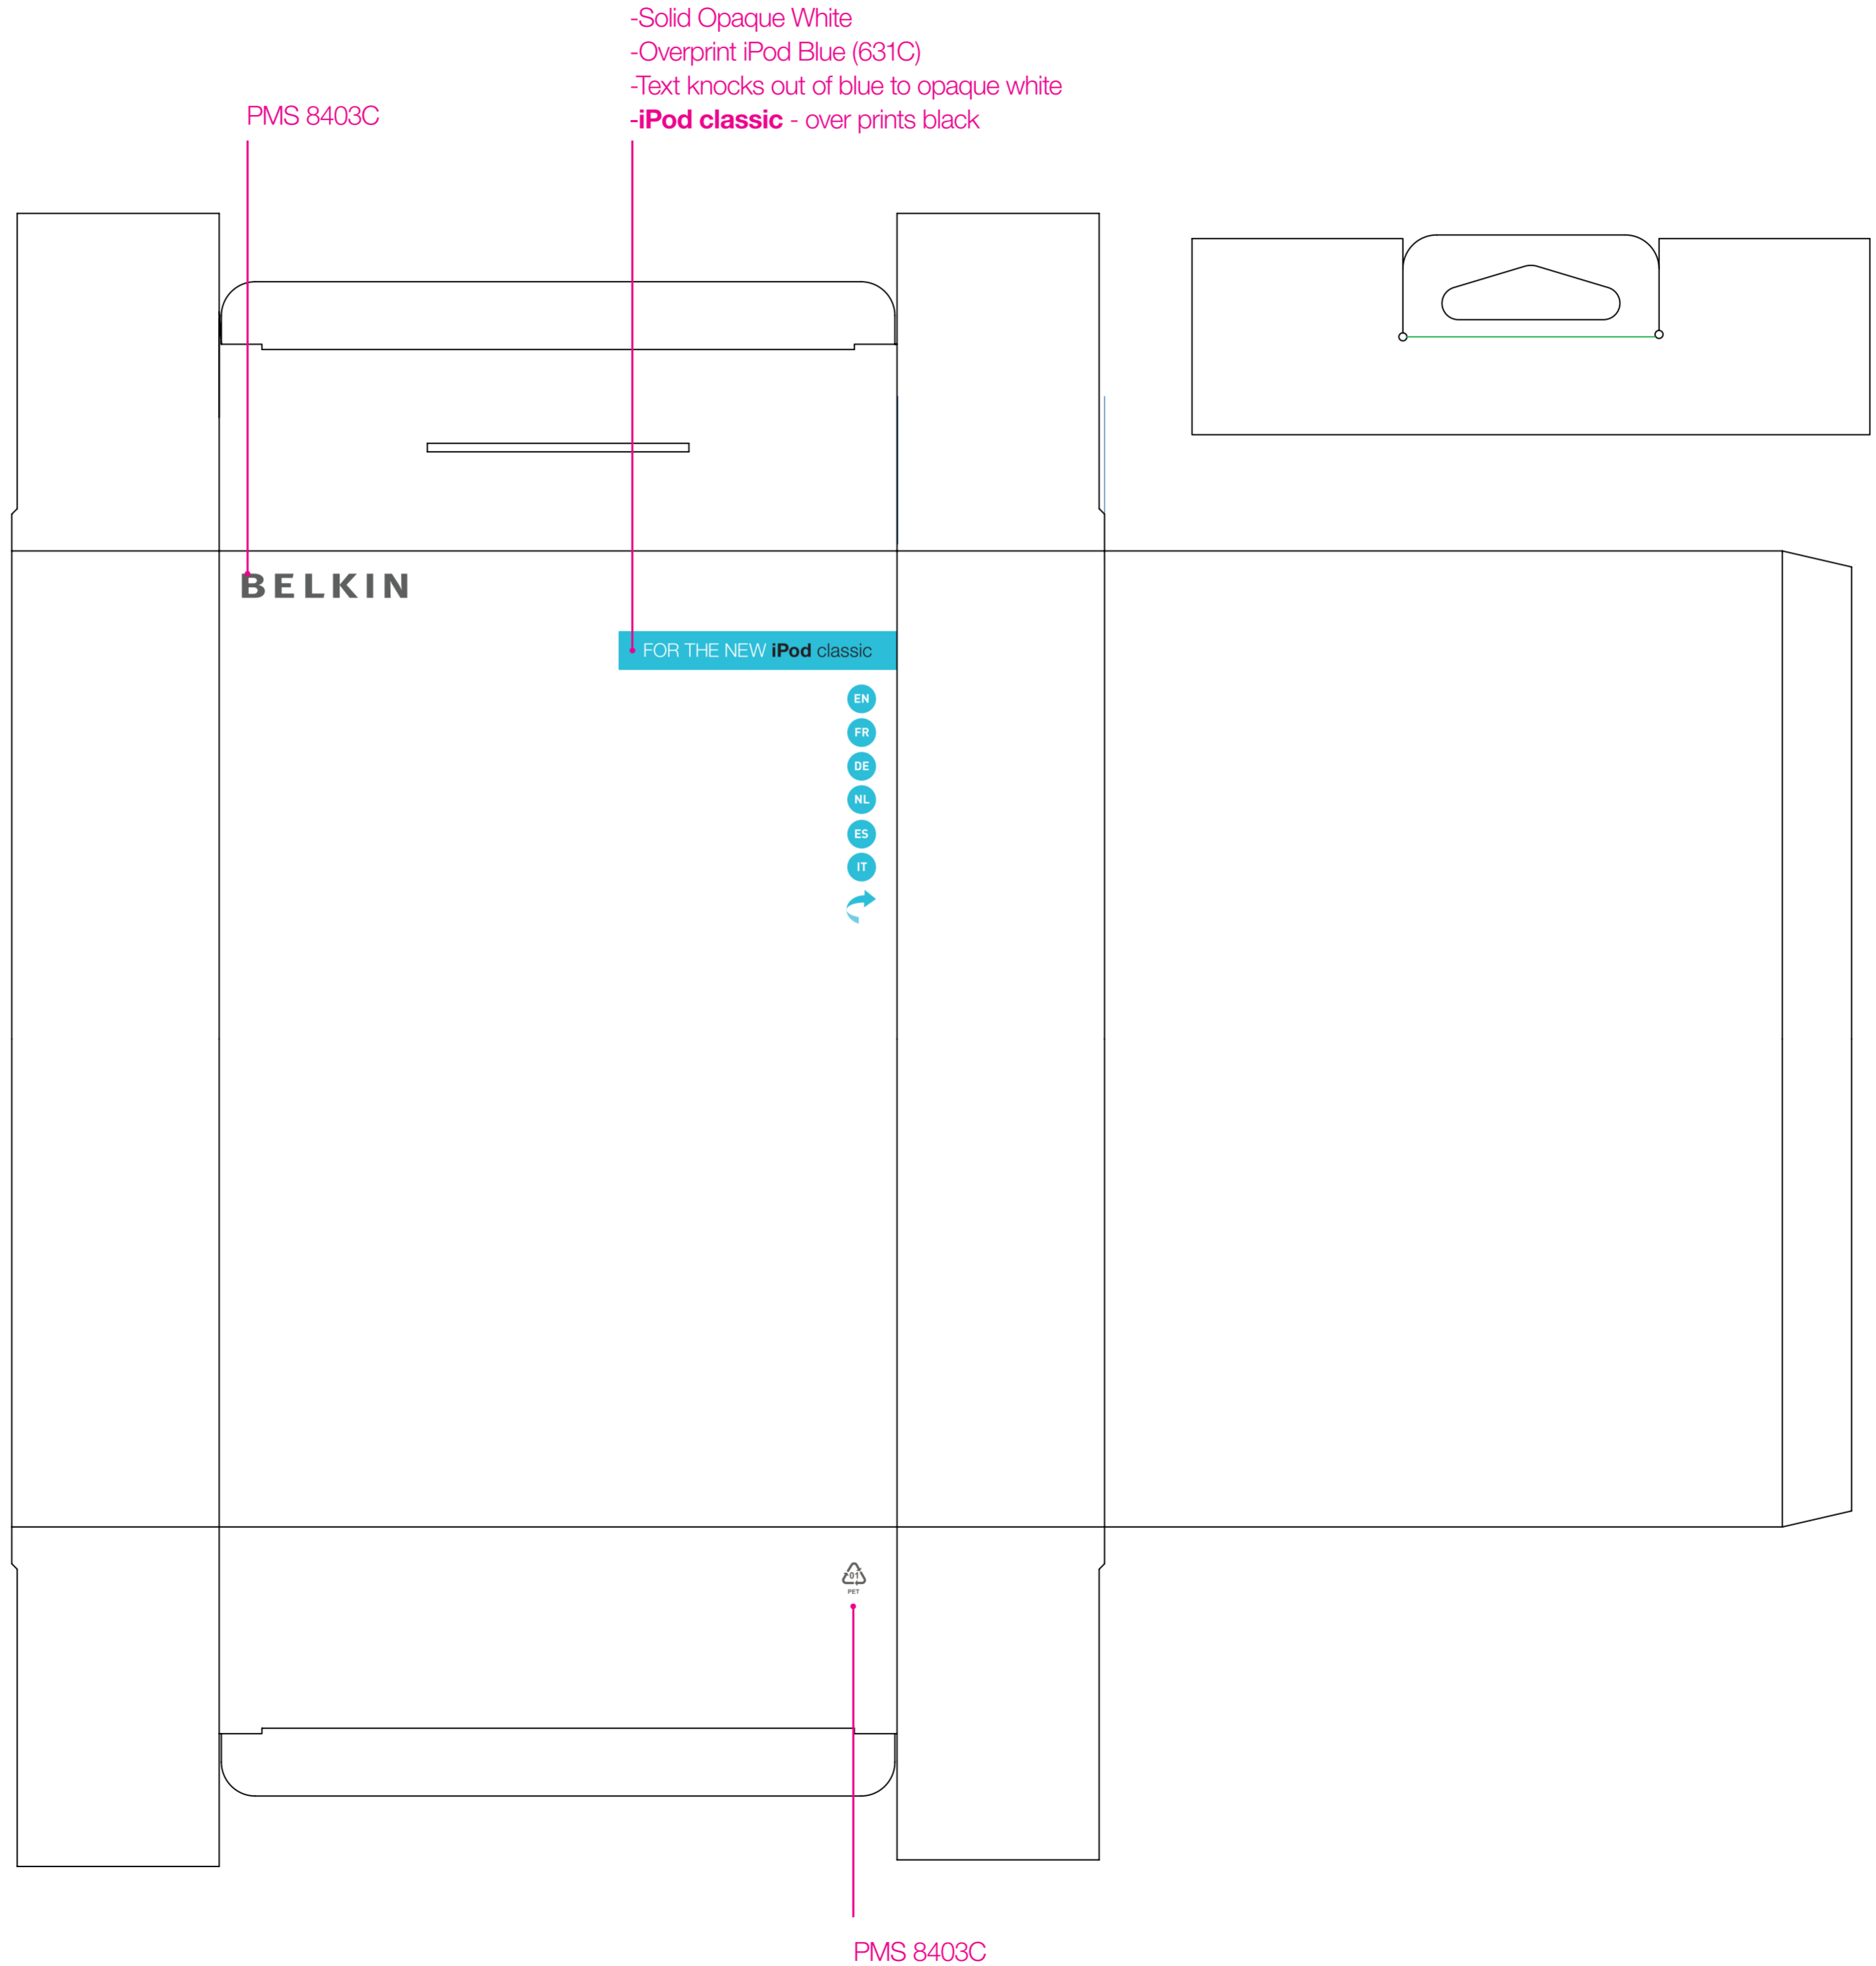 -Solid Opaque White
-Overprint iPod Blue (631C)
-Text knocks out of blue to opaque white
-iPod classic - over prints black
PMS 8403C
BELKIN
FOR THE NEW iPod classic
EN
FR
DE
NL
ES
IT
01
PET
PMS 8403C